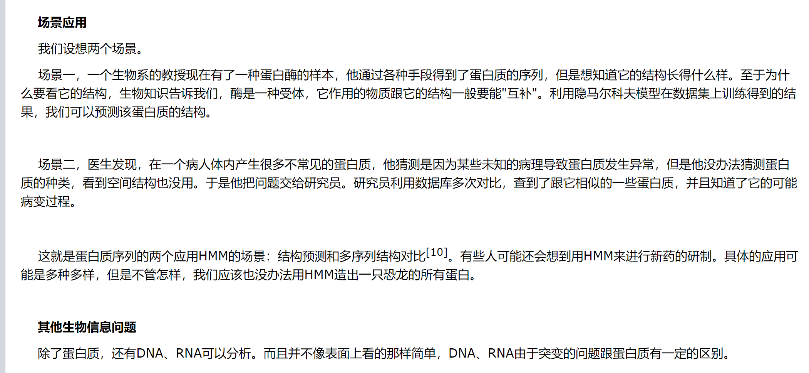 场景应用
我们设想两个场景。
场景一，一个生物系的教授现在有了一种蛋白酶的样本，他通过各种手段得到了蛋白质的序列，但是想知道它的结构长得什么样。至于为什
么要看它的结构，生物知识告诉我们，酶是一种受体，它作用的物质跟它的结构一般要能"互补"。利用隐马尔科夫模型在数据集上训练得到的结
果，我们可以预测该蛋白质的结构。
场景二，医生发现，在一个病人体内产生很多不常见的蛋白质，他猜测是因为某些未知的病理导致蛋白质发生异常，但是他没办法猜测蛋白
质的种类，看到空间结构也没用。于是他把问题交给研究员。研究员利用数据库多次对比，查到了跟它相似的一些蛋白质，并且知道了它的可能
病变过程。
这就是蛋白质序列的两个应用HMM的场景：结构预测和多序列结构对比[10]。有些人可能还会想到用HMM来进行新药的研制。具体的应用可
能是多种多样，但是不管怎样，我们应该也没办法用HMM造出一只恐龙的所有蛋白。
其他生物信息问题
除了蛋白质，还有DNA、RNA可以分析。而且并不像表面上看的那样简单，DNA、RNA由于突变的问题跟蛋白质有一定的区别。